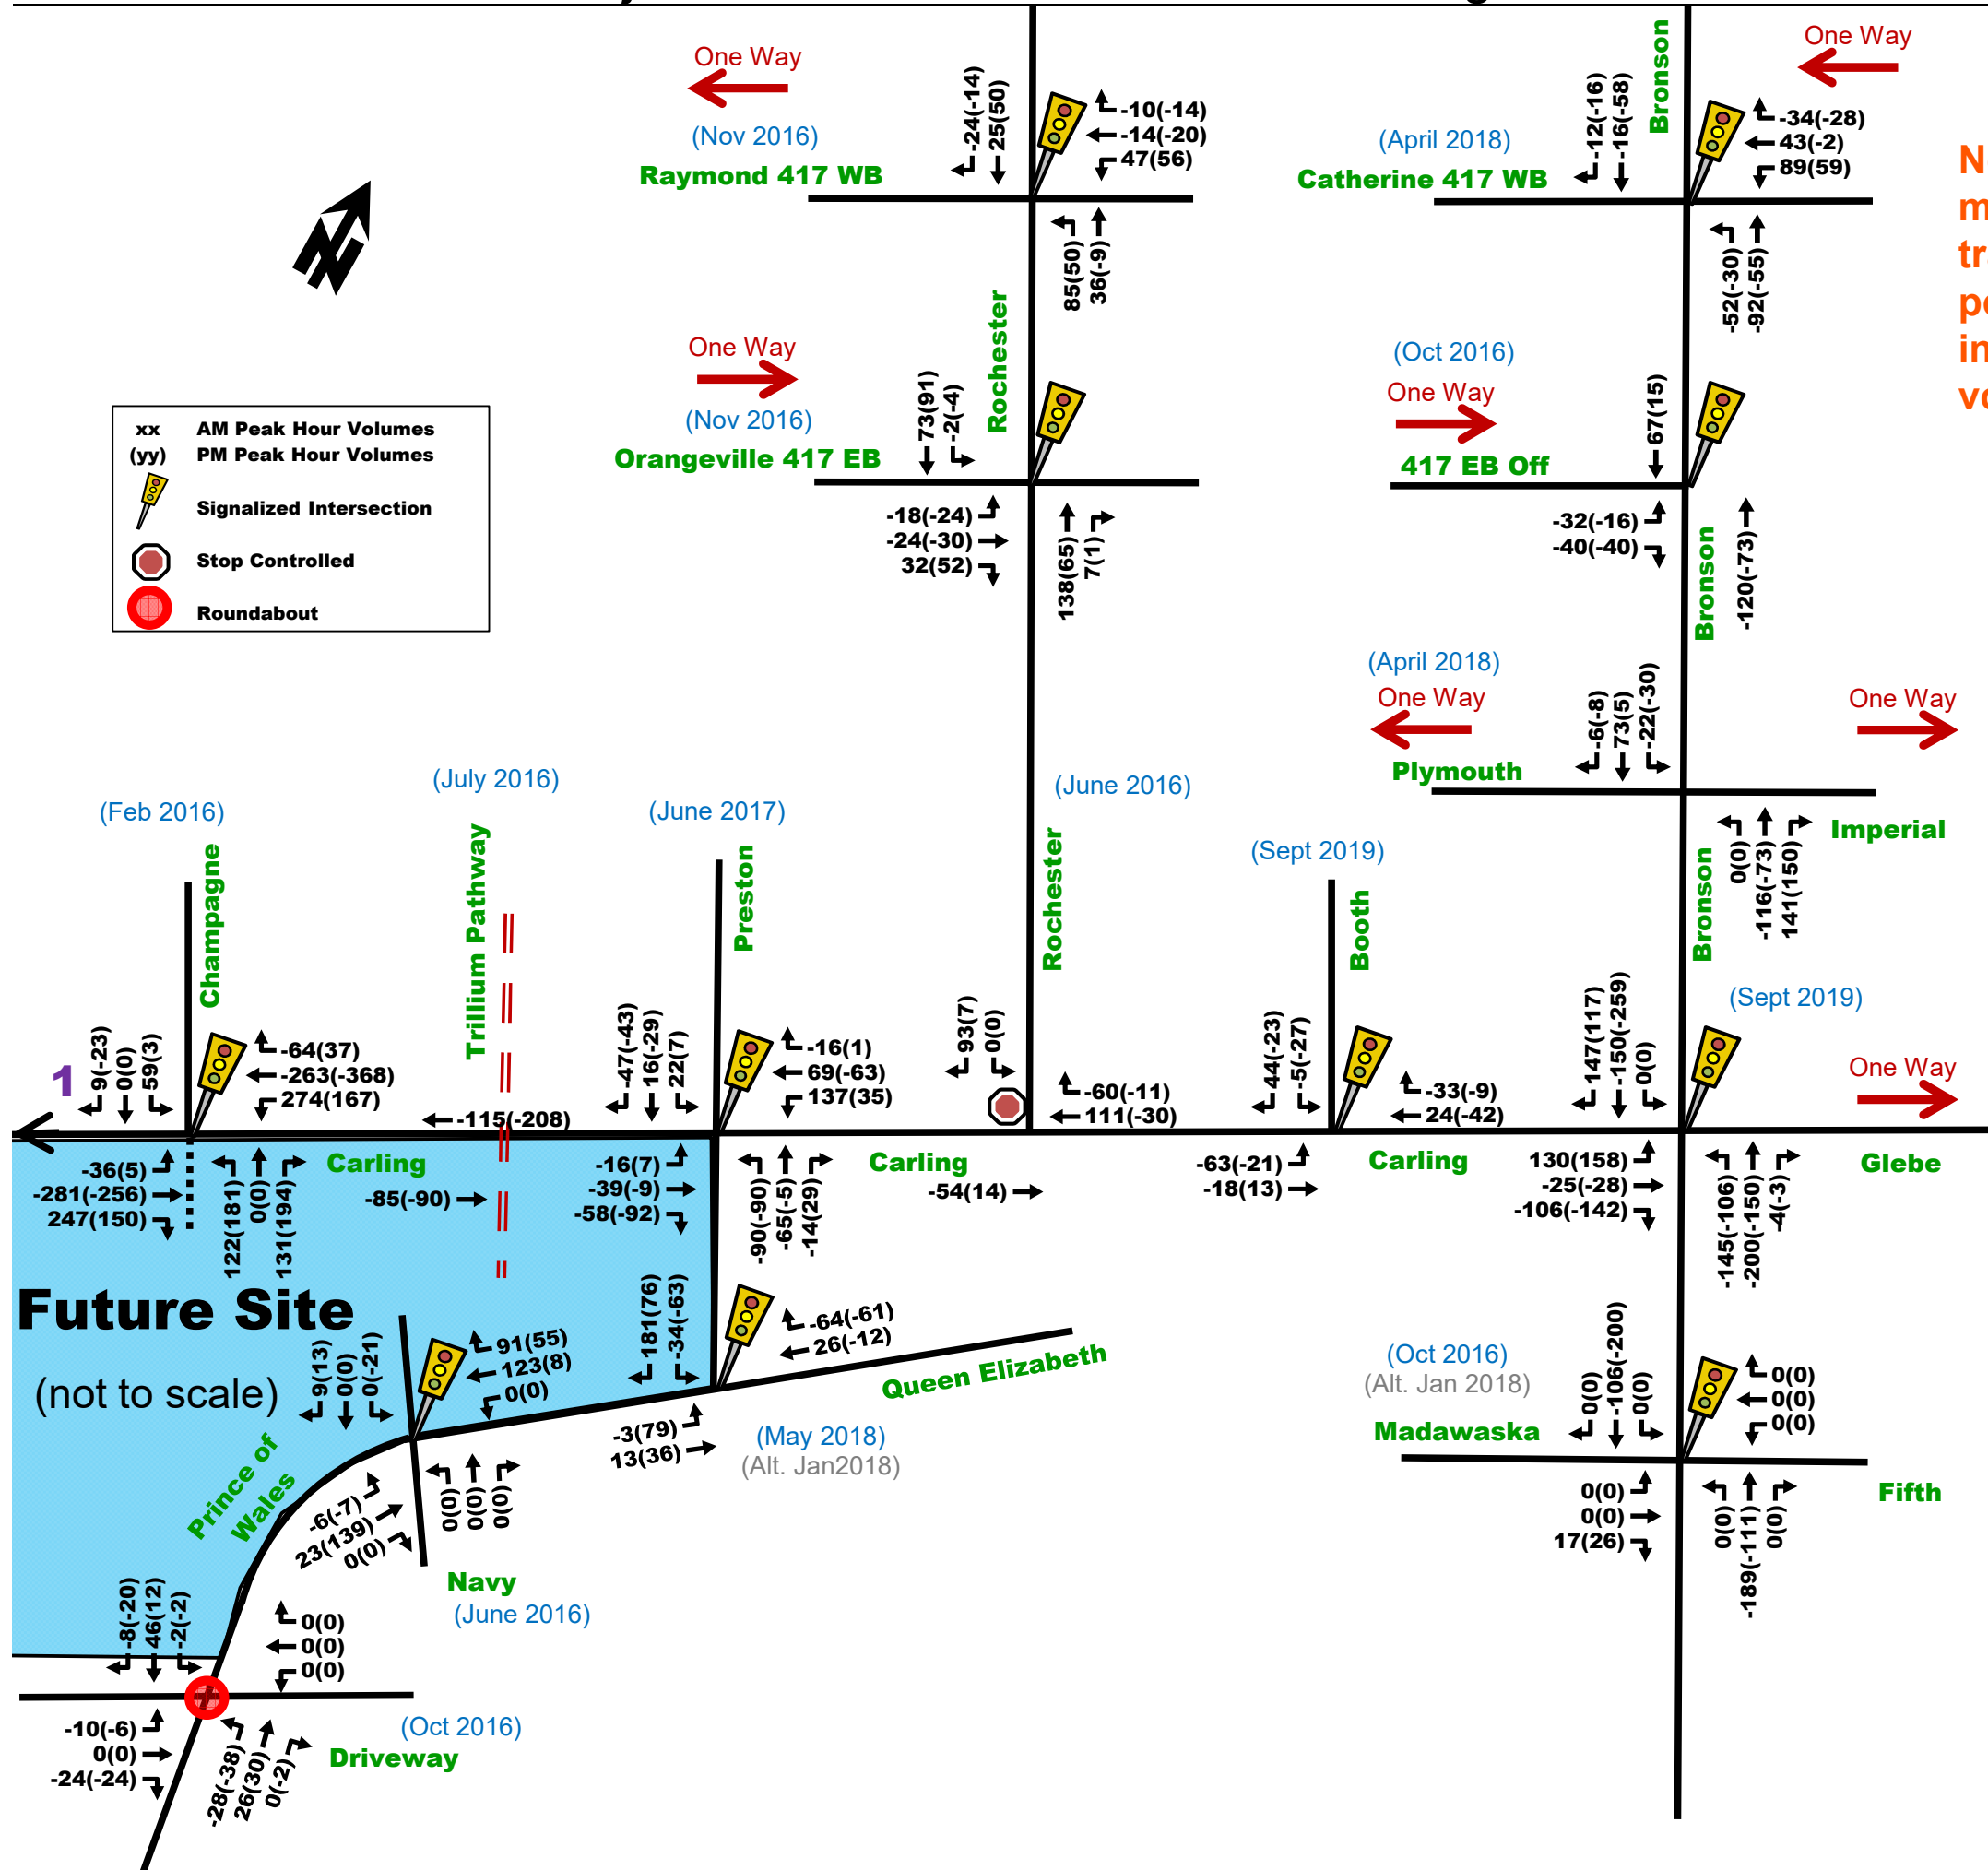 One Way
(Nov 2016)
Raymond 417 WB
-24(-14)
25(50)
-10(-14)
-14(-20)
47(56)
85(50)
36(-9)
Bronson
One Way
(April 2018)
Catherine 417 WB
-12(-16)
-16(-58)
-34(-28)
43(-2)
89(59)
-52(-30)
-92(-55)
One Way
(Nov 2016)
Orangeville 417 EB
Rochester
73(91)
-2(-4)
-18(-24)
-24(-30)
32(52)
138(65)
7(1)
(Oct 2016)
One Way
417 EB Off
67(15)
-32(-16)
-40(-40)
Bronson
-120(-73)
xx AM Peak Hour Volumes
(yy) PM Peak Hour Volumes
Signalized Intersection
Stop Controlled
Roundabout
(April 2018)
One Way
Plymouth
-6(-8)
73(5)
-22(-30)
One Way
Imperial
0(0)
-116(-73)
141(150)
Bronson
(Feb 2016)
Champagne
1
9(-23)
0(0)
59(3)
-64(37)
-263(-368)
274(167)
-36(5)
-281(-256)
247(150)
122(181)
0(0)
131(194)
(July 2016)
Trillium Pathway
-115(-208)
Carling
-85(-90)
(June 2017)
Preston
-47(-43)
16(-29)
22(7)
-16(1)
69(-63)
137(35)
-16(7)
-39(-9)
-58(-92)
-90(-90)
-65(-5)
-14(29)
(June 2016)
Rochester
93(7)
0(0)
-60(-11)
111(-30)
Carling
-54(14)
(Sept 2019)
Booth
44(-23)
-5(-27)
-33(-9)
24(-42)
-63(-21)
-18(13)
Carling
(Sept 2019)
147(117)
-150(-259)
0(0)
One Way
130(158)
-25(-28)
-106(-142)
-145(-106)
-200(-150)
-4(-3)
Glebe
Future Site
(not to scale)
9(13)
0(0)
0(-21)
91(55)
123(8)
0(0)
181(76)
-34(-63)
-64(-61)
26(-12)
Queen Elizabeth
-3(79)
13(36)
(May 2018)
(Alt. Jan2018)
Prince of
Wales
-6(-7)
23(139)
0(0)
0(0)
0(0)
0(0)
Navy
(June 2016)
(Oct 2016)
(Alt. Jan 2018)
Madawaska
0(0)
-106(-200)
0(0)
0(0)
0(0)
0(0)
0(0)
0(0)
17(26)
0(0)
-189(-111)
0(0)
Fifth
-8(-20)
46(12)
-2(-2)
0(0)
0(0)
0(0)
-10(-6)
0(0)
-24(-24)
-28(-38)
26(30)
0(-2)
(Oct 2016)
Driveway